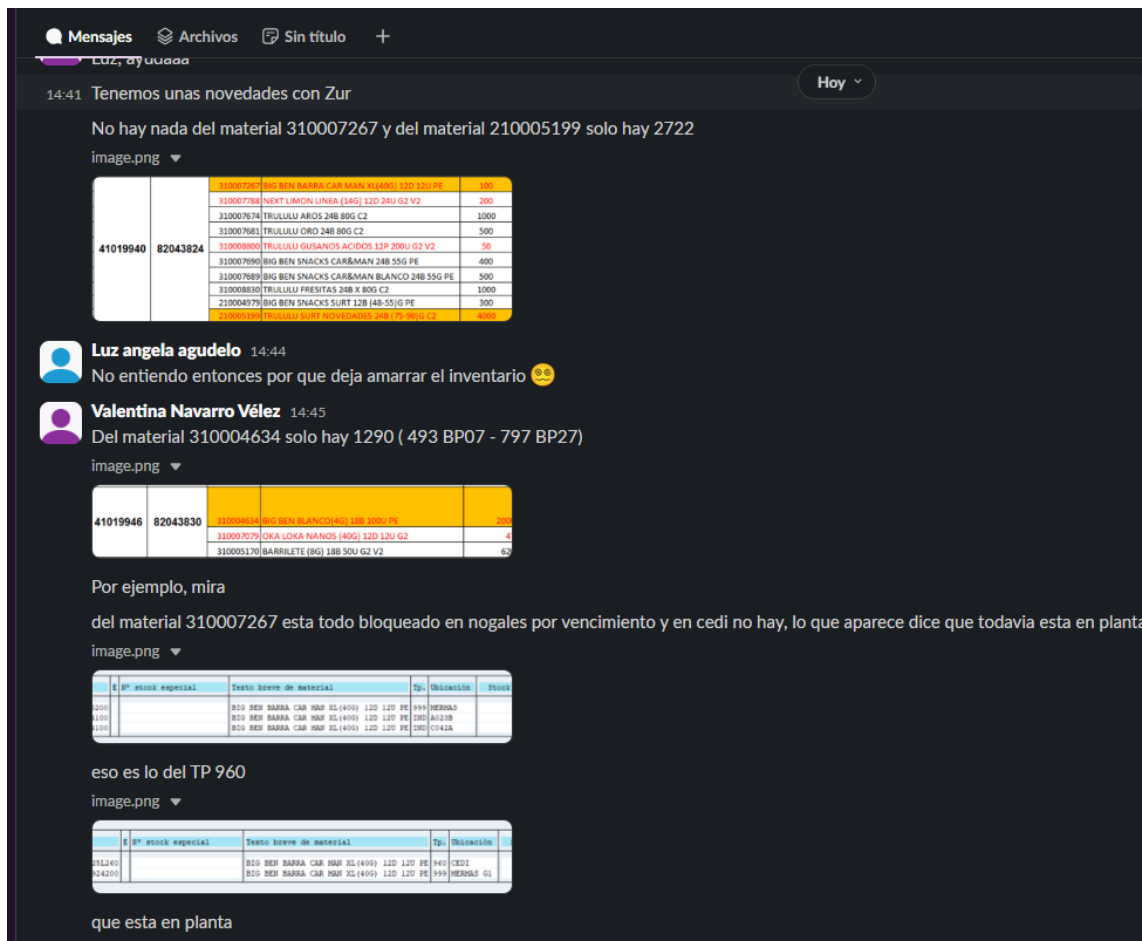 Mensajes Archivos Sin título +
Luz, ayudaaa
Hoy
14:41 Tenemos unas novedades con Zur
No hay nada del material 310007267 y del material 210005199 solo hay 2722
image.png
310007267 BIG BEN BARRA CAR MAN XL(40G) 12D 12U PE 100
310007788 NEXT LIMON LINEA (14G) 12D 24U G2 V2 200
310007674 TRULULU AROS 24B 80G C2 1000
310007681 TRULULU ORO 24B 80G C2 500
41019940 82043824 310008800 TRULULU GUSANOS ACIDOS 12P 200U G2 V2 50
310007690 BIG BEN SNACKS CAR&MAN 24B 55G PE 400
310007689 BIG BEN SNACKS CAR&MAN BLANCO 24B 55G PE 500
310008830 TRULULU FRESITAS 24B X 80G C2 1000
210004979 BIG BEN SNACKS SURT 12B (48-55)G PE 300
210005199 TRULULU SURT NOVEDADES 24B (75-90)G C2 4000
Luz angela agudelo 14:44
No entiendo entonces por que deja amarrar el inventario
Valentina Navarro Vélez 14:45
Del material 310004634 solo hay 1290 ( 493 BP07 - 797 BP27)
image.png
41019946 82043830 310004634 BIG BEN BLANCO(4G) 18B 100U PE
310007079 OKA LOKA NANOS (40G) 12D 12U G2
310005170 BARRILETE (8G) 18B 50U G2 V2
Por ejemplo, mira
del material 310007267 esta todo bloqueado en nogales por vencimiento y en cedi no hay, lo que aparece dice que todavia esta en planta
image.png
E Nº stock especial Texto breve de material Tp. Ubicación Stock
BIG BEN BARRA CAR MAN XL(40G) 12D 12U PE 999 MERMAS
BIG BEN BARRA CAR MAN XL(40G) 12D 12U PE IND A023B
BIG BEN BARRA CAR MAN XL(40G) 12D 12U PE IND C042A
eso es lo del TP 960
image.png
E Nº stock especial Texto breve de material Tp. Ubicación
BIG BEN BARRA CAR MAN XL(40G) 12D 12U PE 960 CEDI
BIG BEN BARRA CAR MAN XL(40G) 12D 12U PE 999 MERMAS G1
que esta en planta